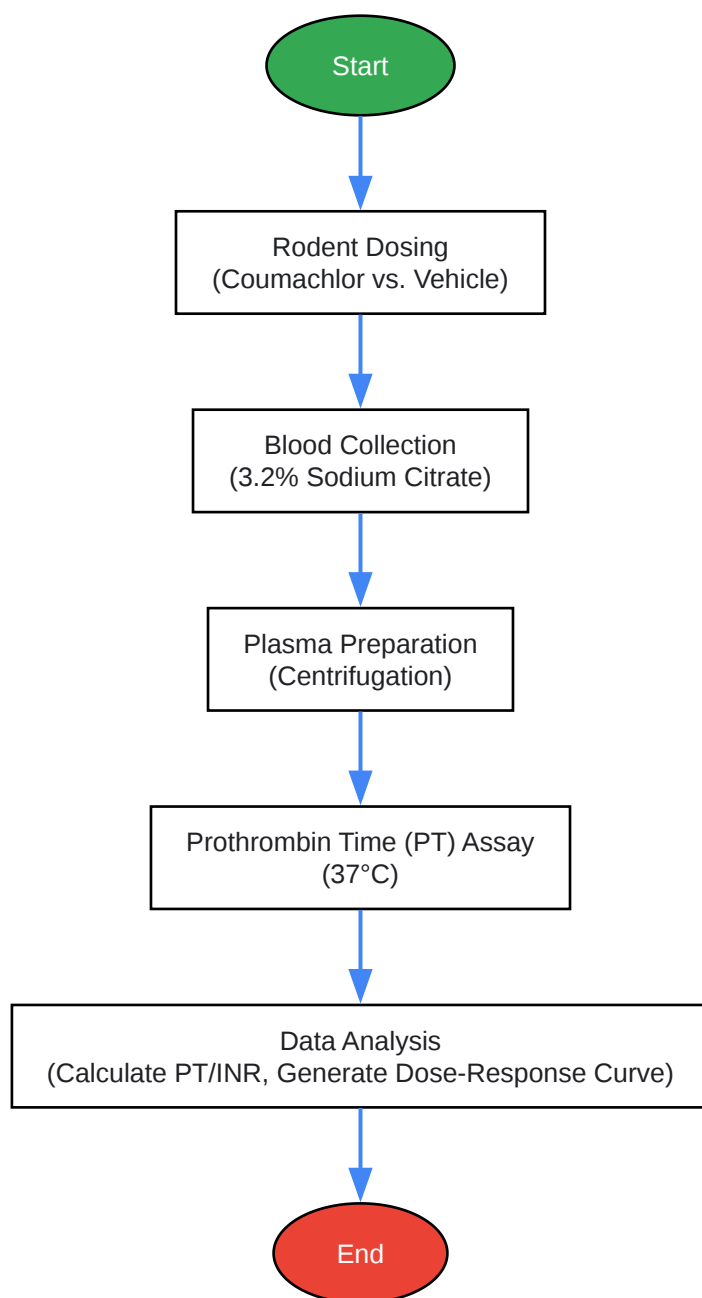 Start
Rodent Dosing
(Coumachlor vs. Vehicle)
Blood Collection
(3.2% Sodium Citrate)
Plasma Preparation
(Centrifugation)
Prothrombin Time (PT) Assay
(37°C)
Data Analysis
(Calculate PT/INR, Generate Dose-Response Curve)
End